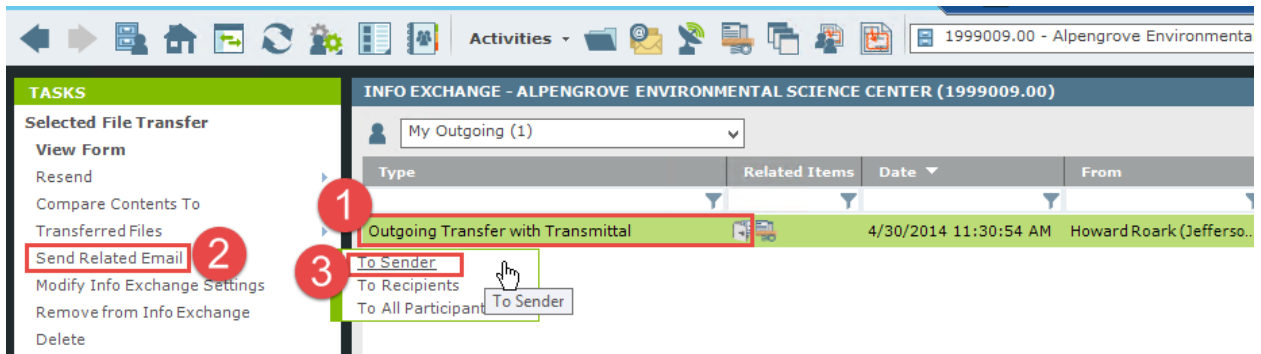 Activities
1999009.00 - Alpengrove Environmenta
TASKS
Selected File Transfer
View Form
Resend
Compare Contents To
Transferred Files
Send Related Email
Modify Info Exchange Settings
Remove from Info Exchange
Delete
INFO EXCHANGE - ALPENGROVE ENVIRONMENTAL SCIENCE CENTER (1999009.00)
My Outgoing (1)
Type Related Items Date From
1
Outgoing Transfer with Transmittal 4/30/2014 11:30:54 AM Howard Roark (Jefferso..
2
3
To Sender
To Recipients
To All Participant
To Sender